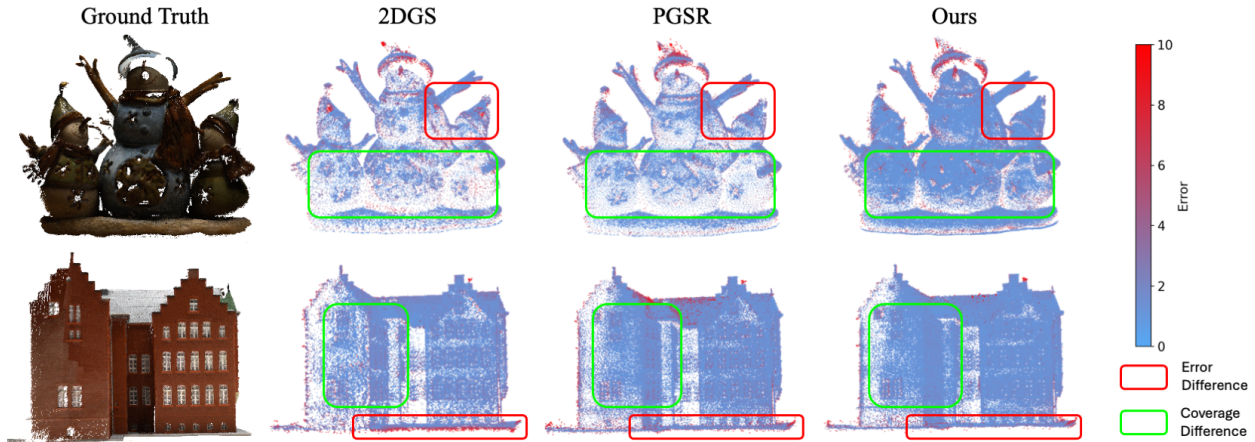 Ground Truth
2DGS
PGSR
Ours
10
8
6
4
2
0
Error
Error
Difference
Coverage
Difference